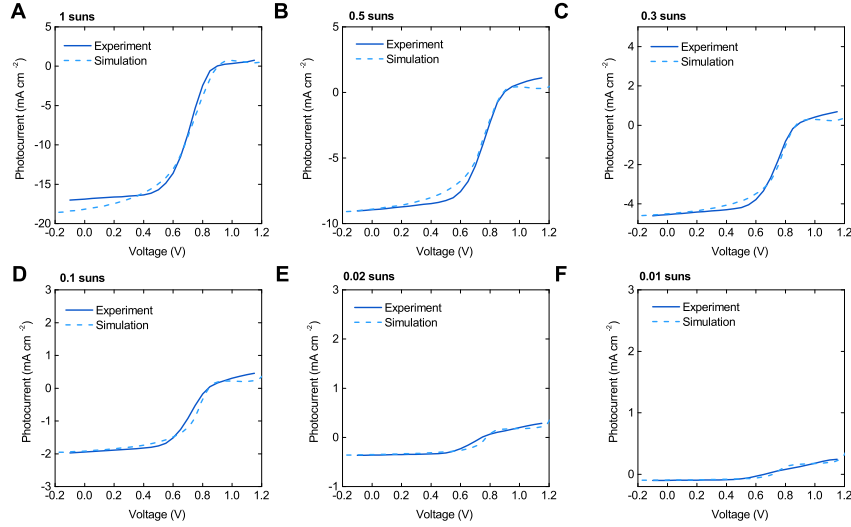 A
1 suns
5
0
-5
-10
-15
-20
Photocurrent (mA cm -2)
Experiment
Simulation
-0.2 0.0 0.2 0.4 0.6 0.8 1.0 1.2
Voltage (V)
B
0.5 suns
5
0
-5
-10
Photocurrent (mA cm -2)
Experiment
Simulation
-0.2 0.0 0.2 0.4 0.6 0.8 1.0 1.2
Voltage (V)
C
0.3 suns
4
2
0
-2
-4
Photocurrent (mA cm -2)
Experiment
Simulation
-0.2 0.0 0.2 0.4 0.6 0.8 1.0 1.2
Voltage (V)
D
0.1 suns
3
2
1
0
-1
-2
-3
Photocurrent (mA cm -2)
Experiment
Simulation
-0.2 0.0 0.2 0.4 0.6 0.8 1.0 1.2
Voltage (V)
E
0.02 suns
3
2
1
0
-1
Photocurrent (mA cm -2)
Experiment
Simulation
-0.2 0.0 0.2 0.4 0.6 0.8 1.0 1.2
Voltage (V)
F
0.01 suns
3
2
1
0
Photocurrent (mA cm -2)
Experiment
Simulation
-0.2 0.0 0.2 0.4 0.6 0.8 1.0 1.2
Voltage (V)